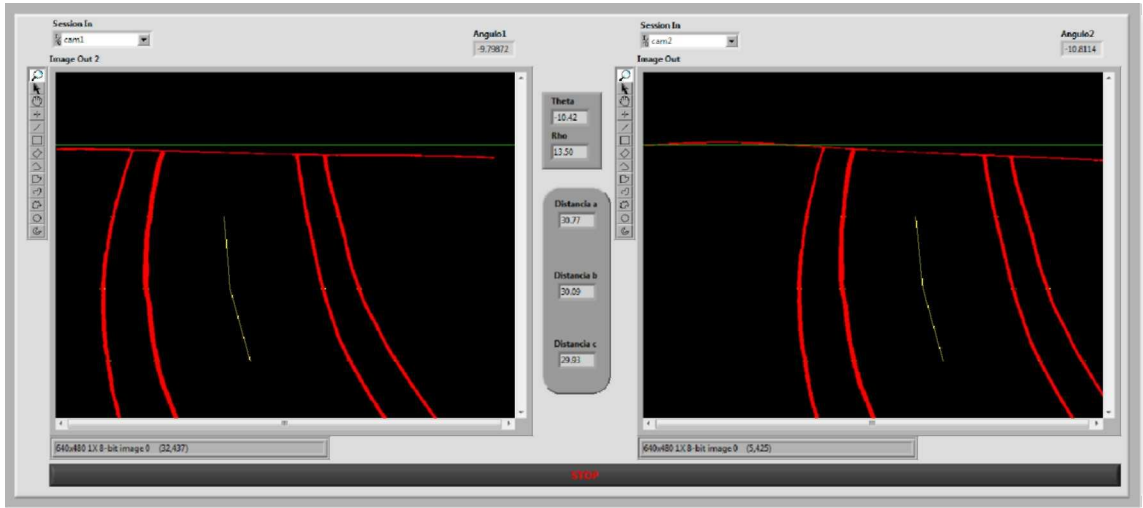 Session In
cam1
Angulo1
-9.79872
Image Out 2
640x480 1X 8-bit image 0 (32,437)
Theta
-10.42
Rho
13.50
Distancia a
30.77
Distancia b
30.09
Distancia c
29.93
Session In
cam2
Angulo2
-10.8114
Image Out
640x480 1X 8-bit image 0 (5,425)
STOP